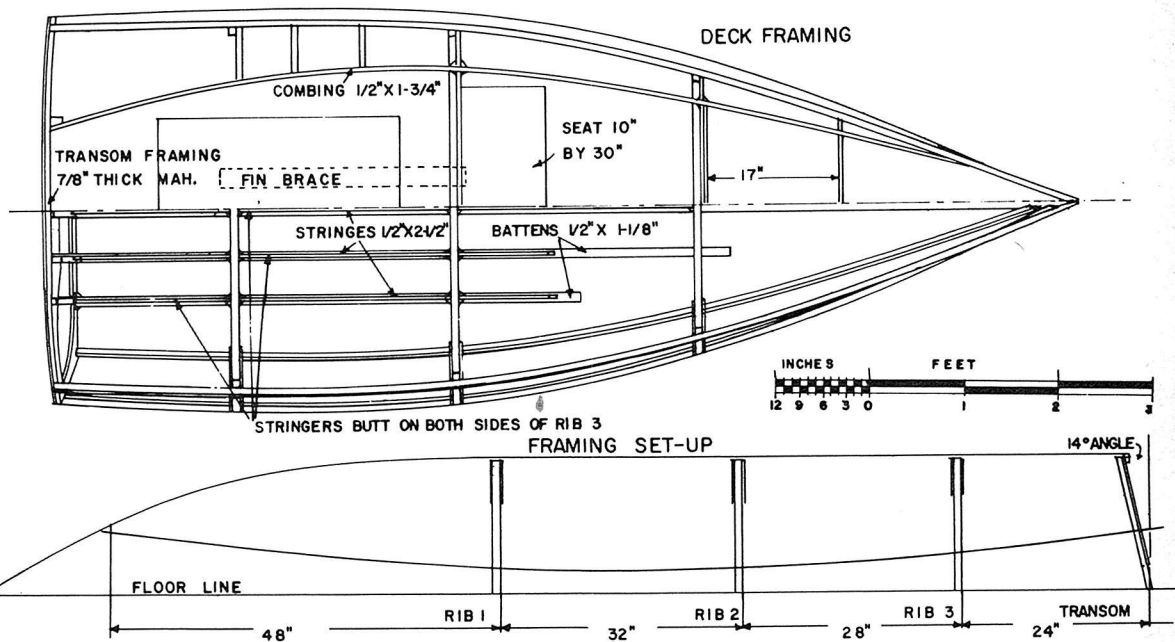 DECK FRAMING
COMBING 1/2" X 1-3/4"
SEAT 10"
BY 30"
TRANSOM FRAMING
7/8" THICK MAH.
FIN BRACE
17"
STRINGES 1/2"X2-1/2"
BATTENS 1/2" X 1-1/8"
INCHES FEET
12 9 6 3 0 1 2 3
STRINGERS BUTT ON BOTH SIDES OF RIB 3
FRAMING SET-UP
14° ANGLE
FLOOR LINE
RIB 1 RIB 2 RIB 3 TRANSOM
48" 32" 28" 24"